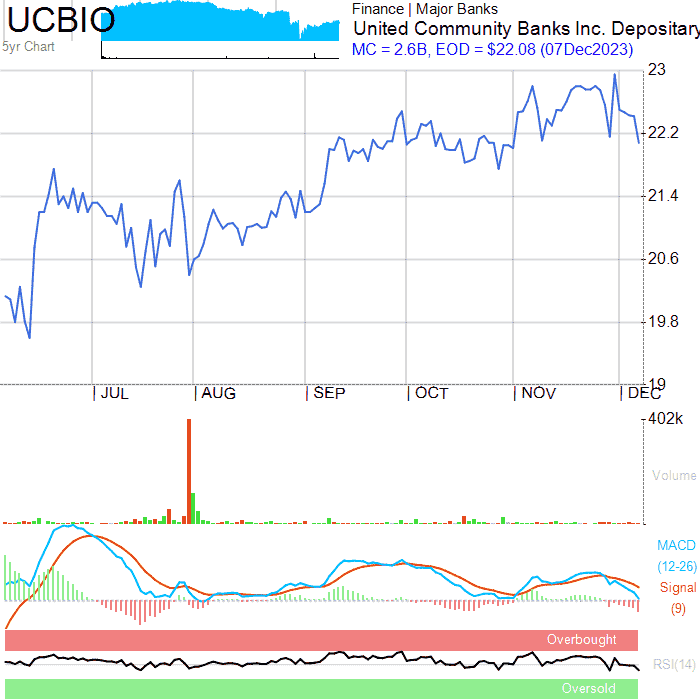 UCBIO
5yr Chart
Finance | Major Banks
United Community Banks Inc. Depositary
MC = 2.6B, EOD = $22.08 (07Dec2023)
23
22.2
21.4
20.6
19.8
19
JUL AUG SEP OCT NOV DEC
402k
Volume
MACD
(12-26)
Signal
(9)
Overbought
RSI(14)
Oversold